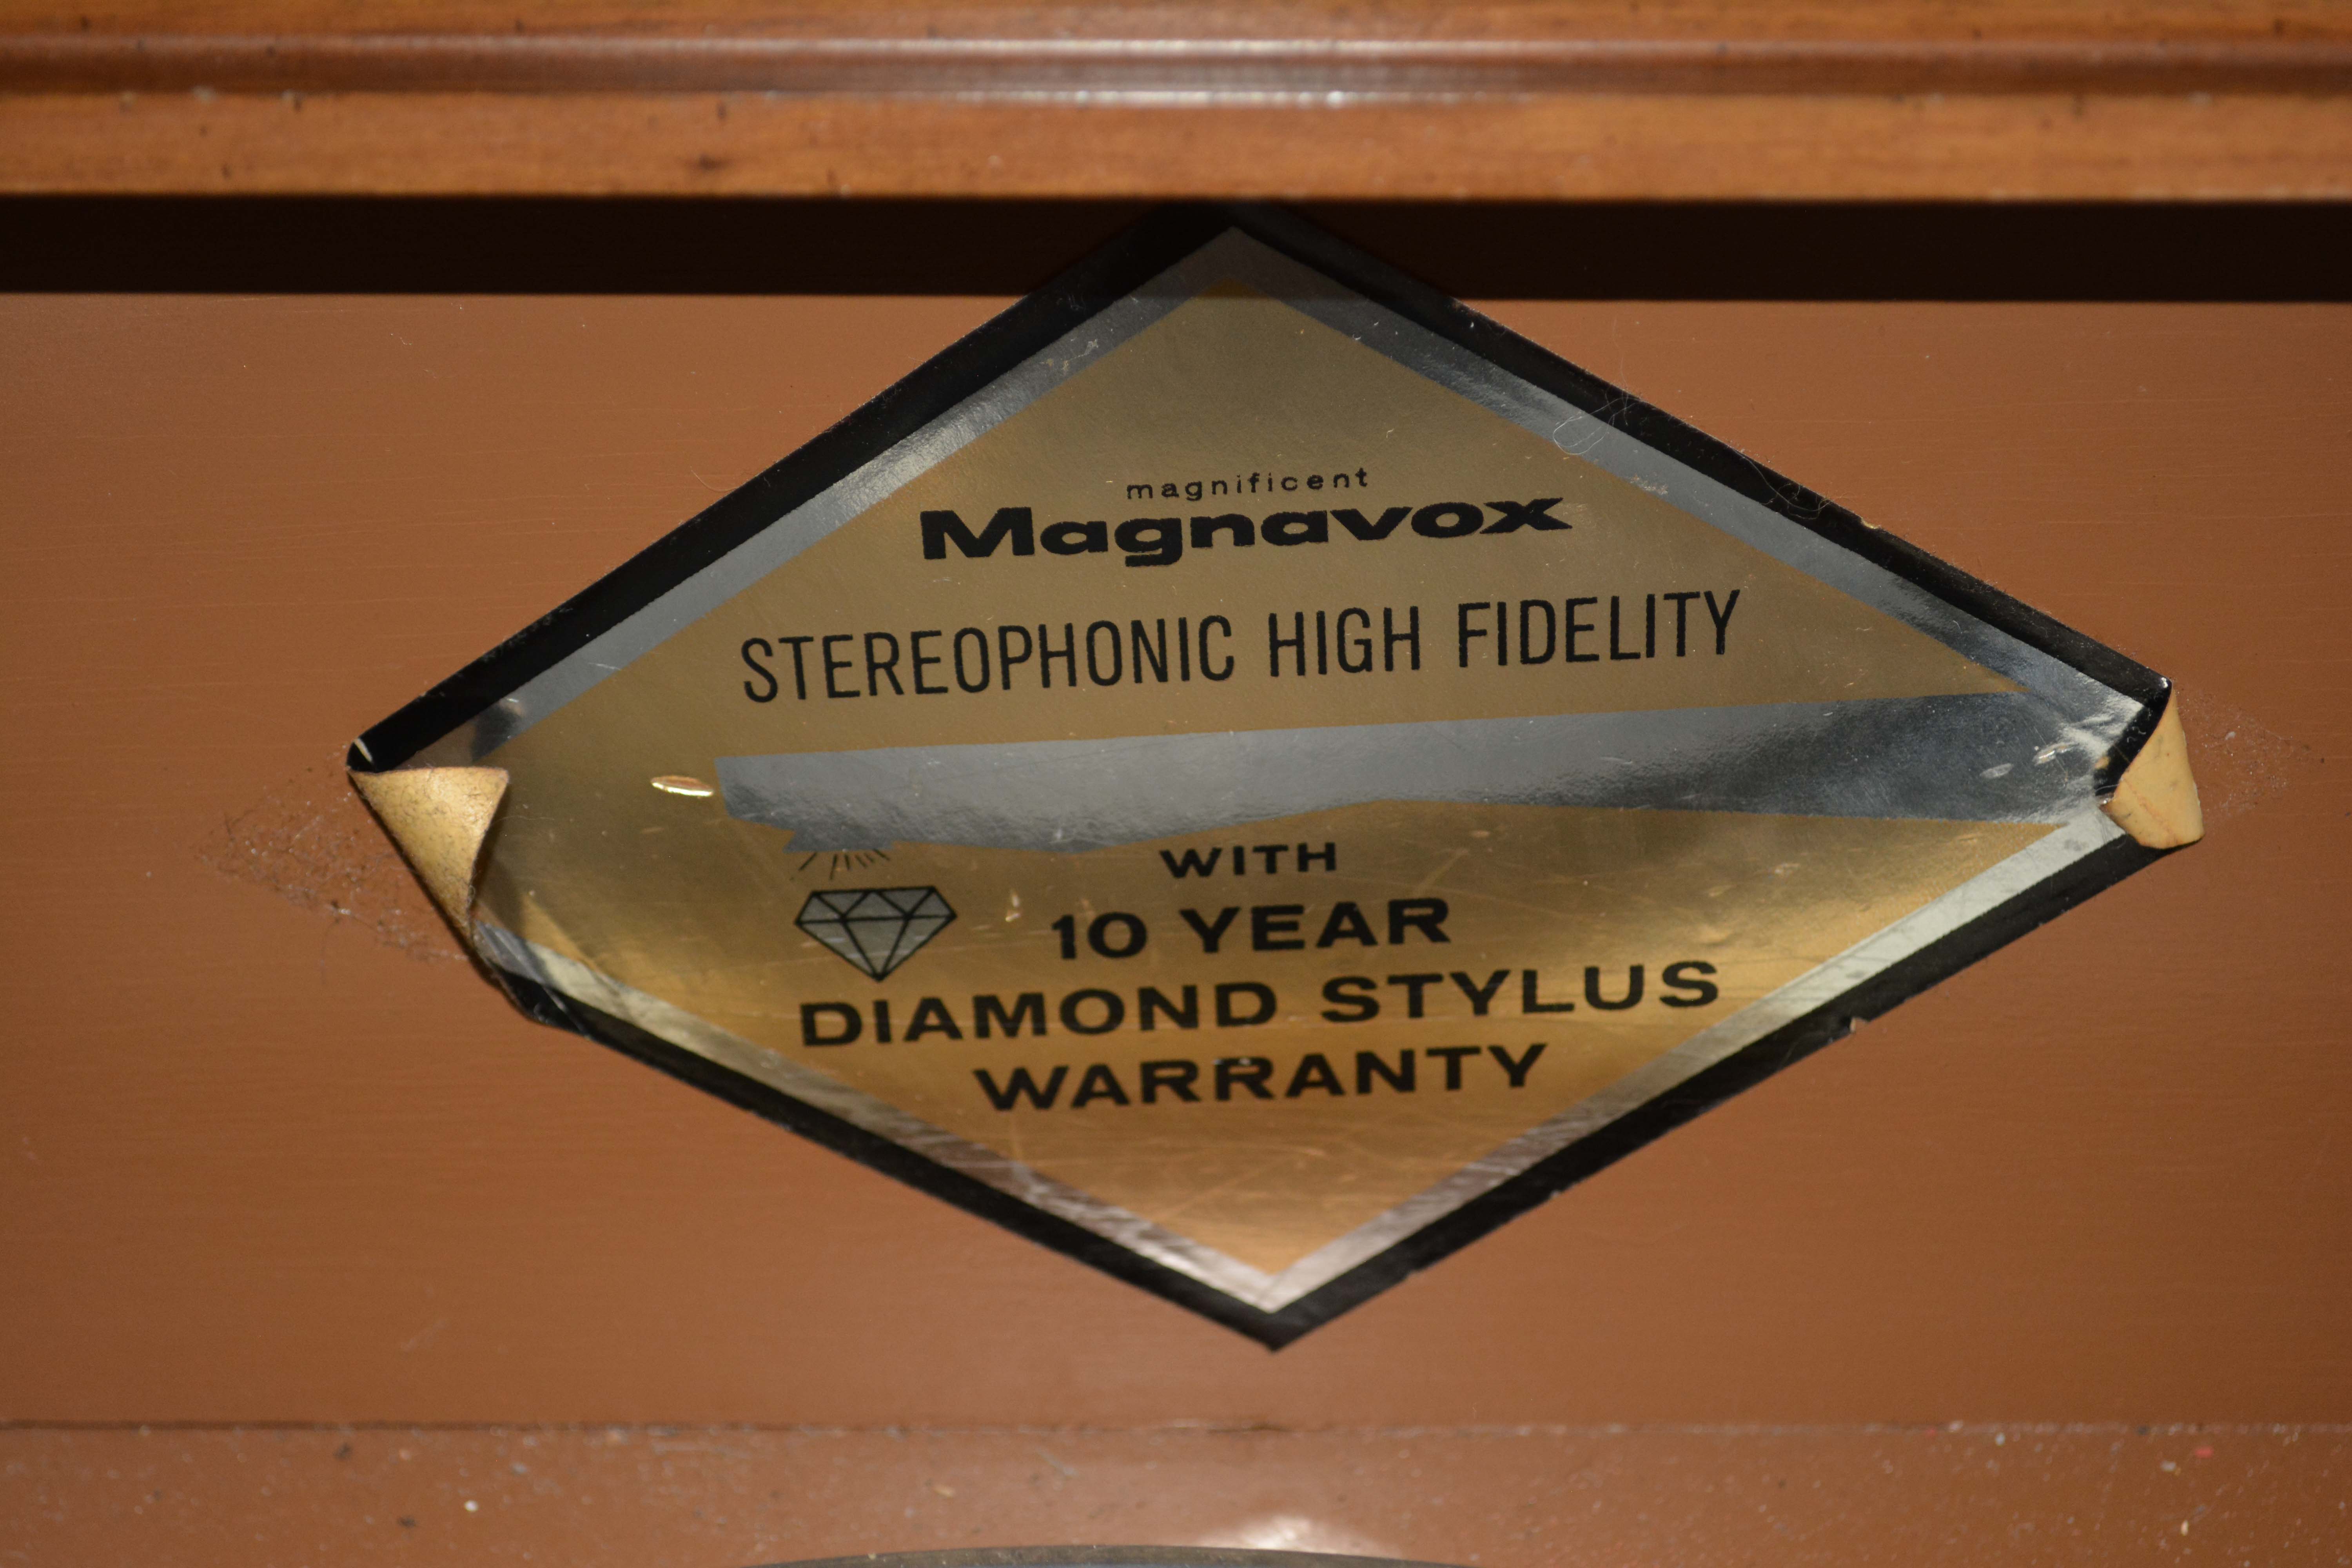 magnificent
Magnavox
STEREOPHONIC HIGH FIDELITY
WITH
10 YEAR
DIAMOND STYLUS
WARRANTY